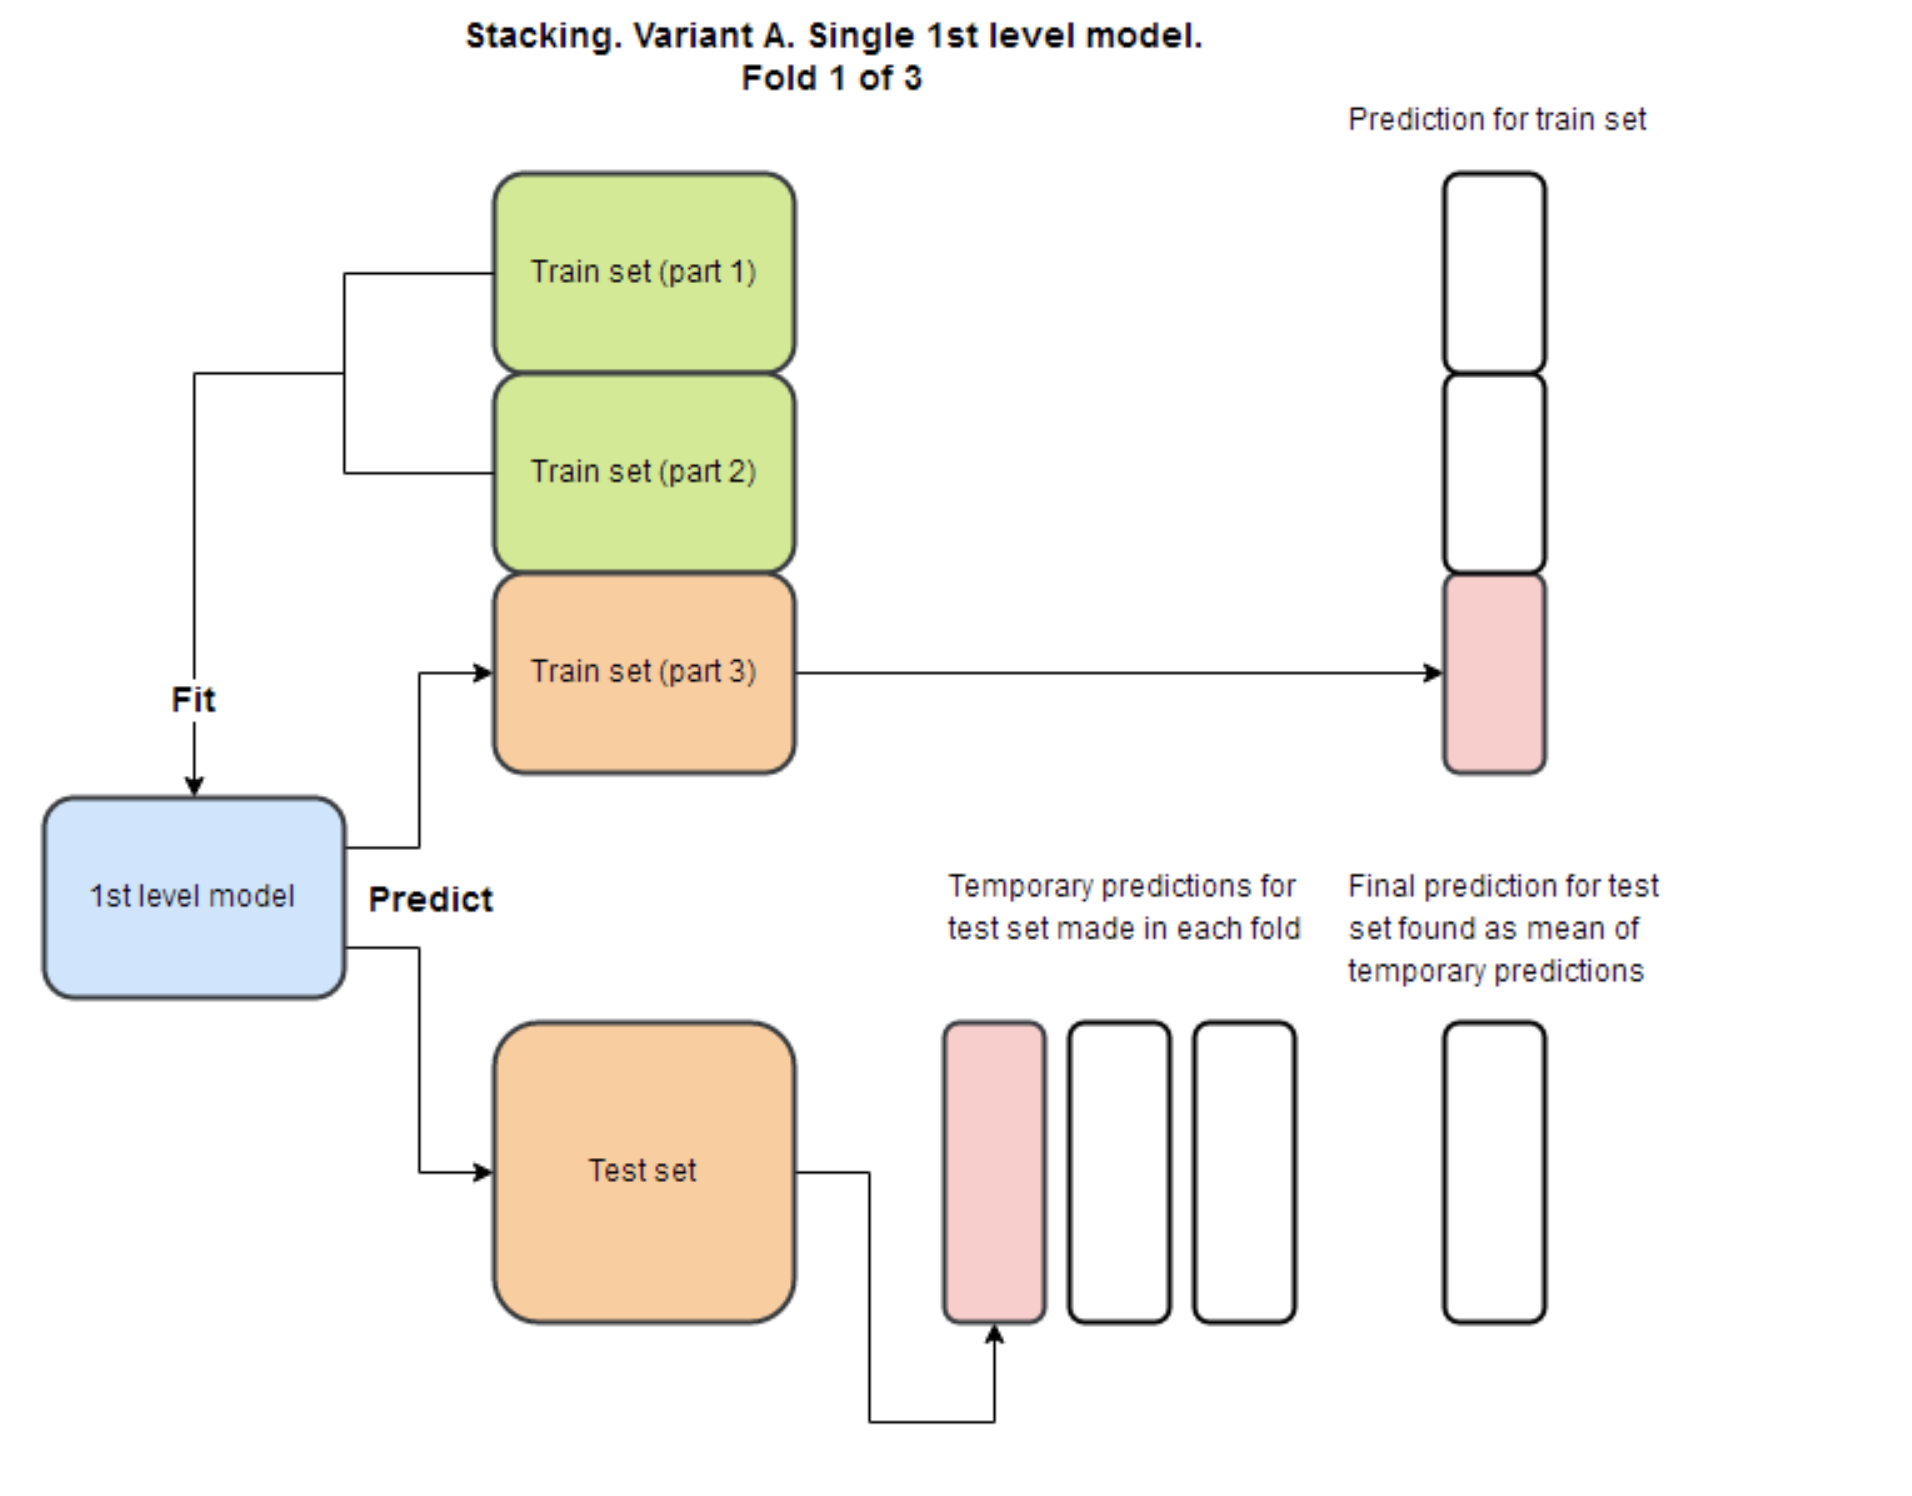 Stacking. Variant A. Single 1st level model.
Fold 1 of 3
Prediction for train set
Train set (part 1)
Train set (part 2)
Train set (part 3)
Fit
1st level model
Predict
Temporary predictions for
test set made in each fold
Final prediction for test
set found as mean of
temporary predictions
Test set